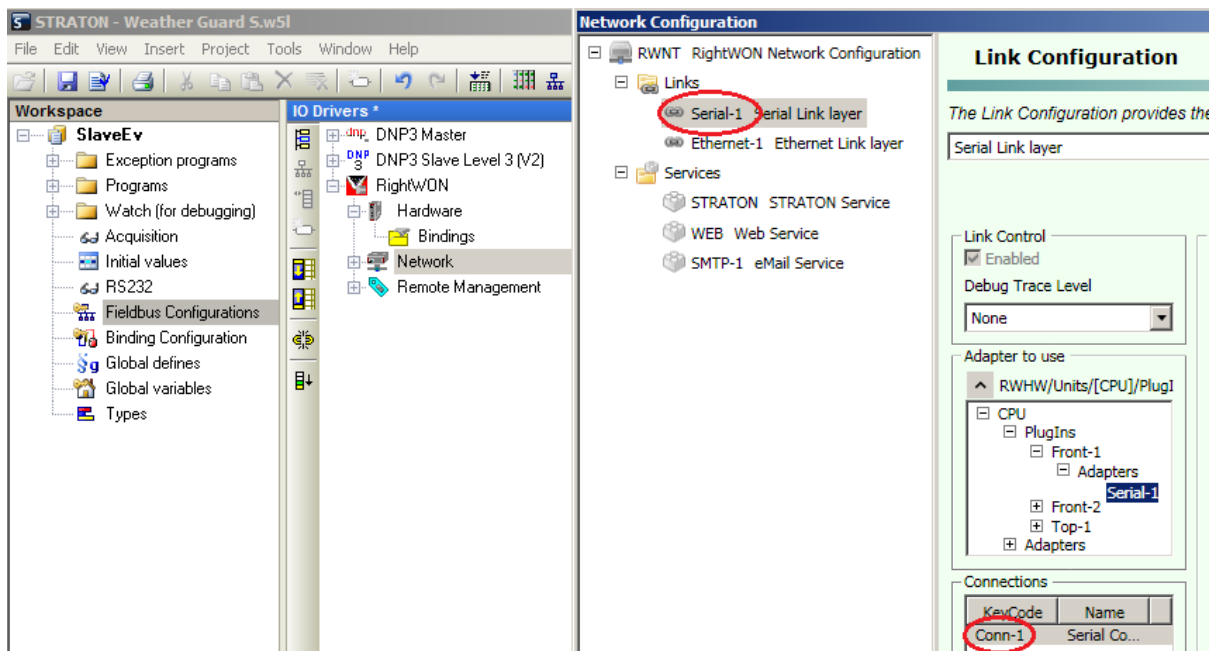 STRATON - Weather Guard S.w5l
File Edit View Insert Project Tools Window Help
Workspace
SlaveEv
Exception programs
Programs
Watch (for debugging)
Acquisition
Initial values
RS232
Fieldbus Configurations
Binding Configuration
Global defines
Global variables
Types
IO Drivers *
DNP3 Master
DNP3 Slave Level 3 (V2)
RightWON
Hardware
Bindings
Network
Remote Management
Network Configuration
RWNT RightWON Network Configuration
Links
Serial-1 Serial Link layer
Ethernet-1 Ethernet Link layer
Services
STRATON STRATON Service
WEB Web Service
SMTP-1 eMail Service
Link Configuration
The Link Configuration provides the
Serial Link layer
Link Control
Enabled
Debug Trace Level
None
Adapter to use
RWHW/Units/[CPU]/PlugI
CPU
PlugIns
Front-1
Adapters
Serial-1
Front-2
Top-1
Adapters
Connections
KeyCode Name
Conn-1 Serial Co...